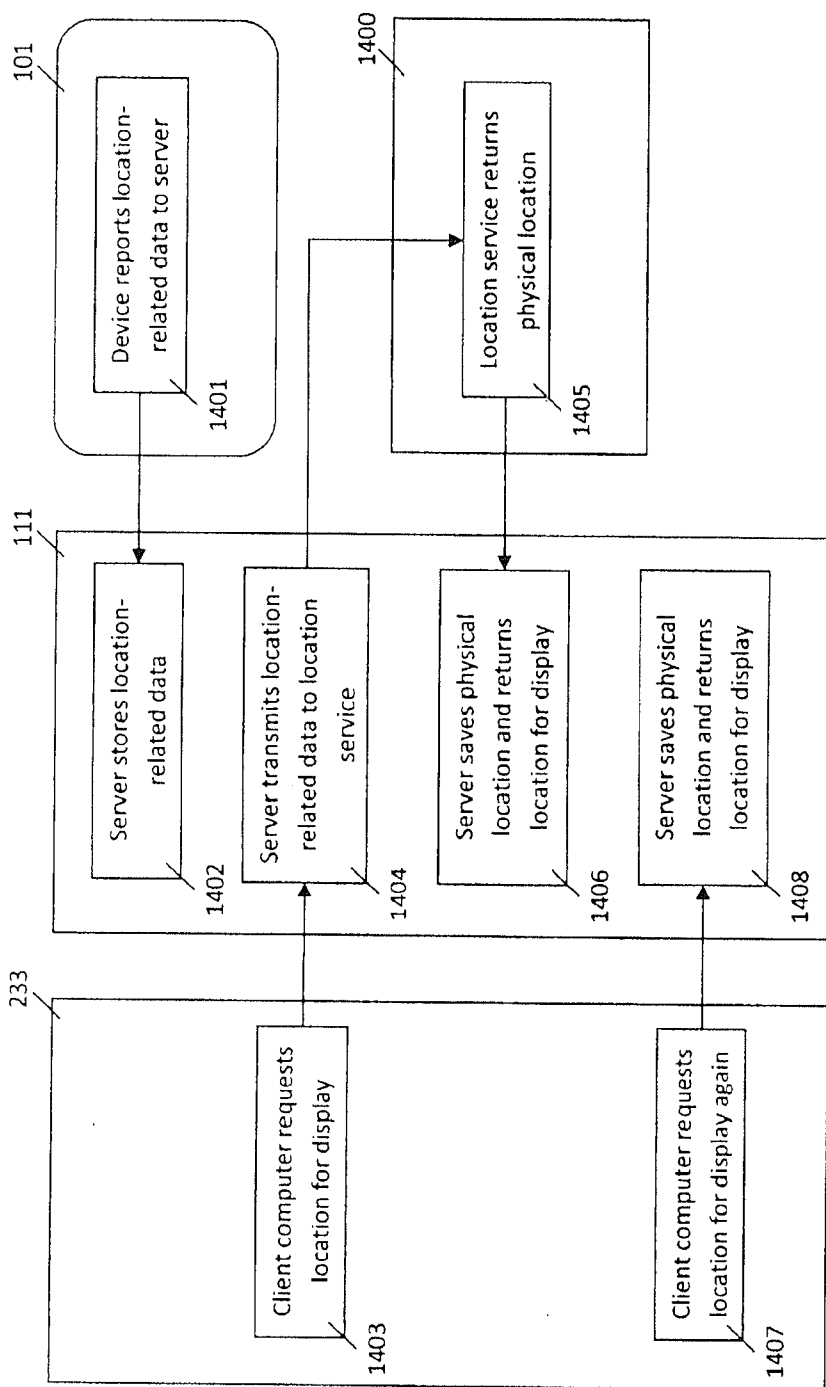 233
111
101
Client computer requests
location for display
1403
Client computer requests
location for display again
1407
Server stores location-
related data
1402
Server transmits location-
related data to location
service
1404
Server saves physical
location and returns
location for display
1406
Server saves physical
location and returns
location for display
1408
Device reports location-
related data to server
1401
1400
Location service returns
physical location
1405